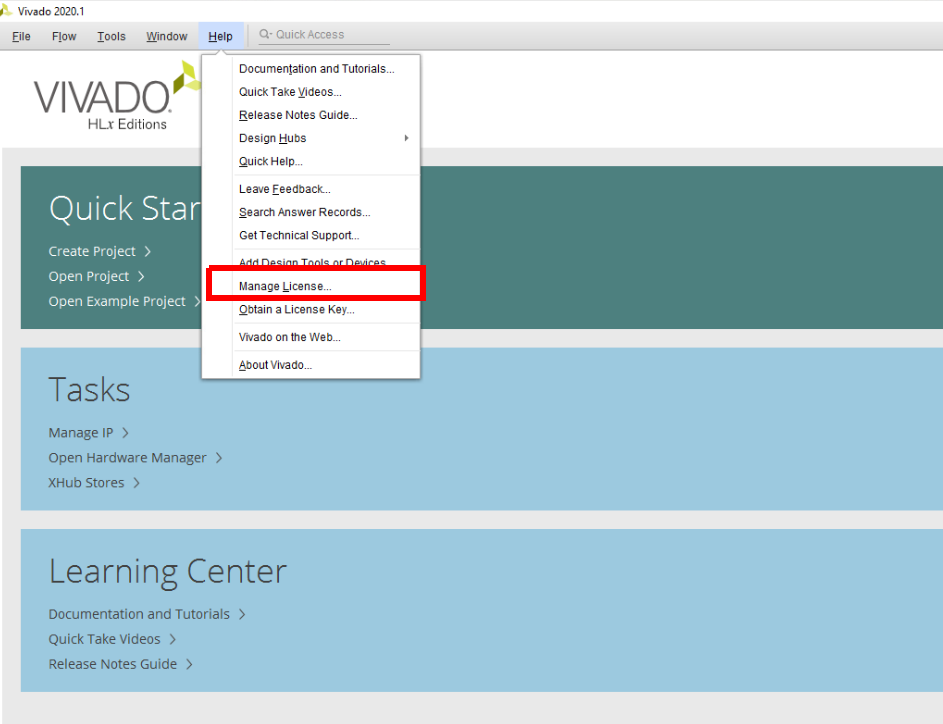 Vivado 2020.1
File Flow Tools Window Help Quick Access
VIVADO.
HLx Editions
Documentation and Tutorials...
Quick Take Videos...
Release Notes Guide...
Design Hubs
Quick Help...
Leave Feedback...
Search Answer Records...
Get Technical Support...
Add Design Tools or Devices
Manage License...
Obtain a License Key...
Vivado on the Web...
About Vivado...
Quick Star
Create Project >
Open Project >
Open Example Project >
Tasks
Manage IP >
Open Hardware Manager >
XHub Stores >
Learning Center
Documentation and Tutorials >
Quick Take Videos >
Release Notes Guide >